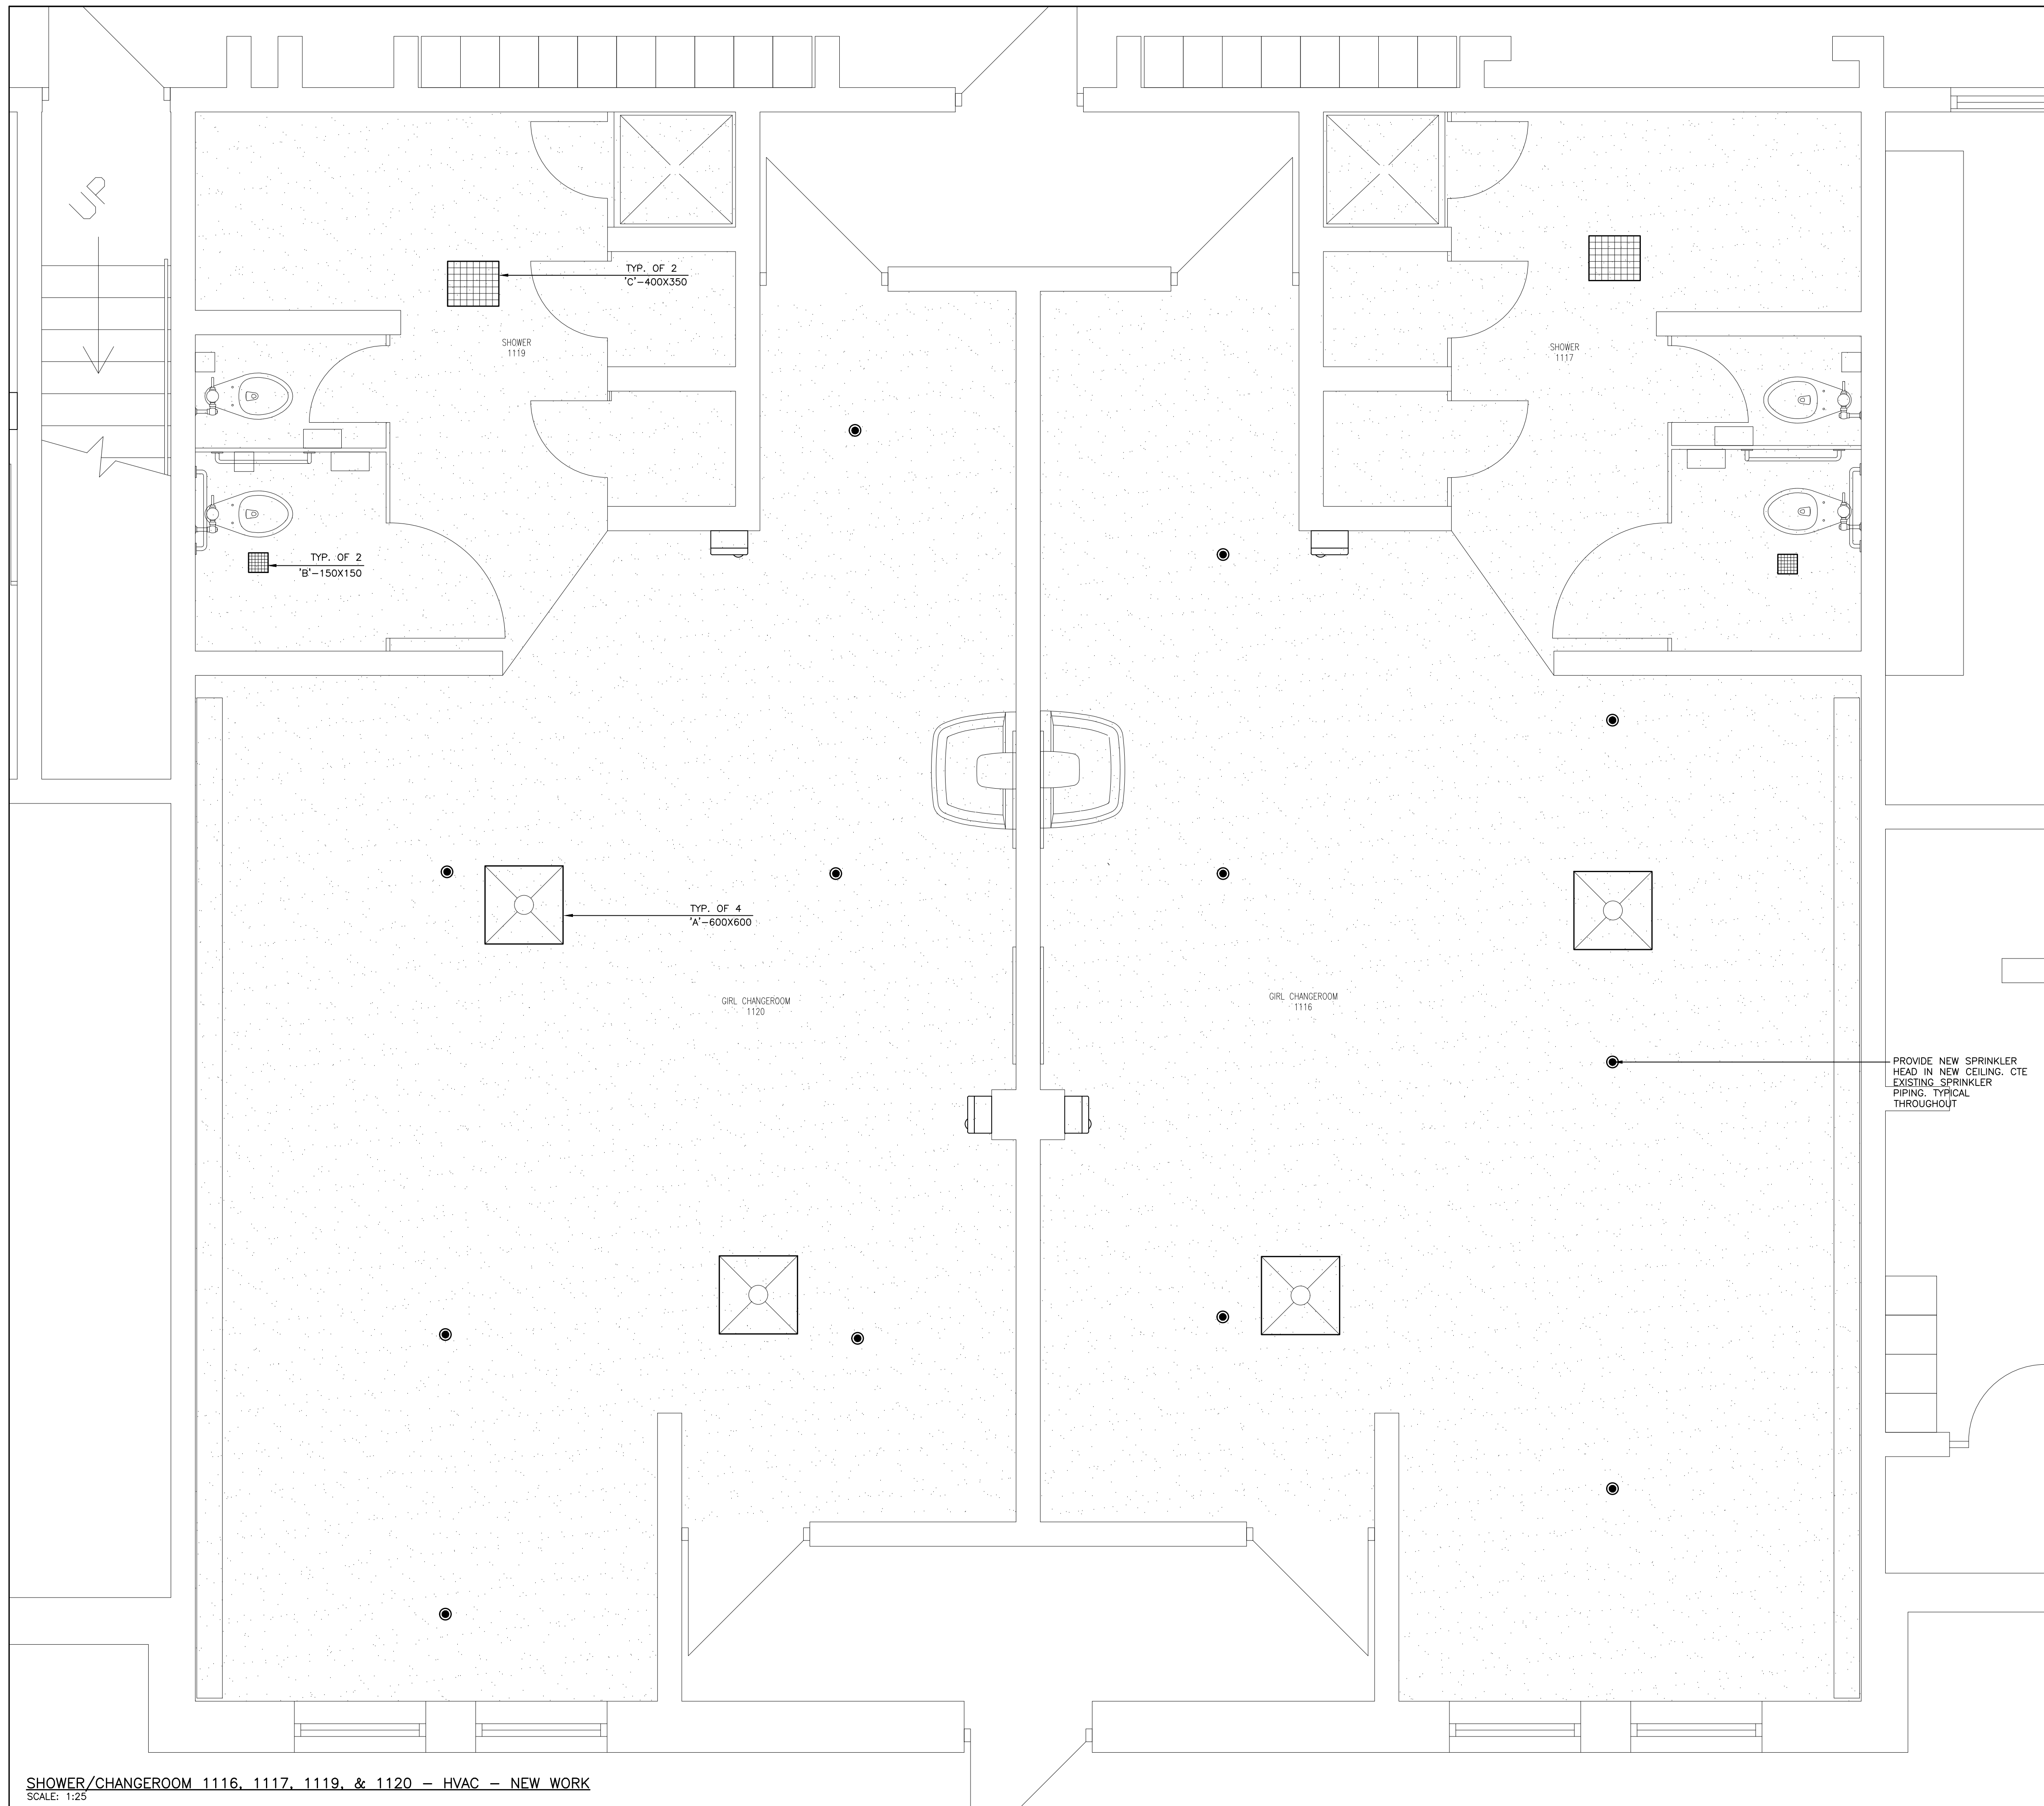 UP
TYP. OF 2
'C'-400X350
SHOWER
1119
SHOWER
1117
TYP. OF 2
'B'-150X150
TYP. OF 4
'A'-600X600
GIRL CHANGEROOM
1120
GIRL CHANGEROOM
1116
PROVIDE NEW SPRINKLER
HEAD IN NEW CEILING. CTE
EXISTING SPRINKLER
PIPING. TYPICAL
THROUGHOUT
SHOWER/CHANGEROOM 1116, 1117, 1119, & 1120 – HVAC – NEW WORK
SCALE: 1:25